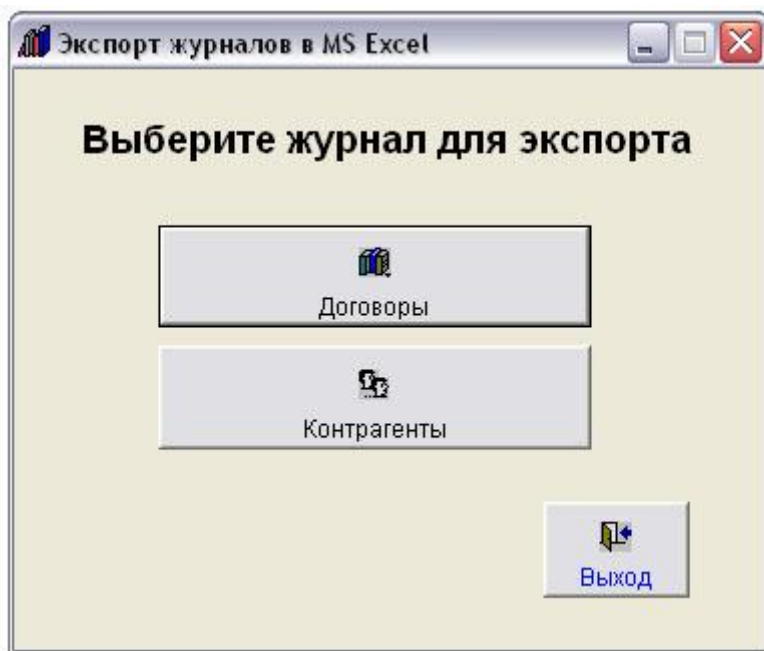 Экспорт журналов в MS Excel
Выберите журнал для экспорта
Договоры
Контрагенты
Выход